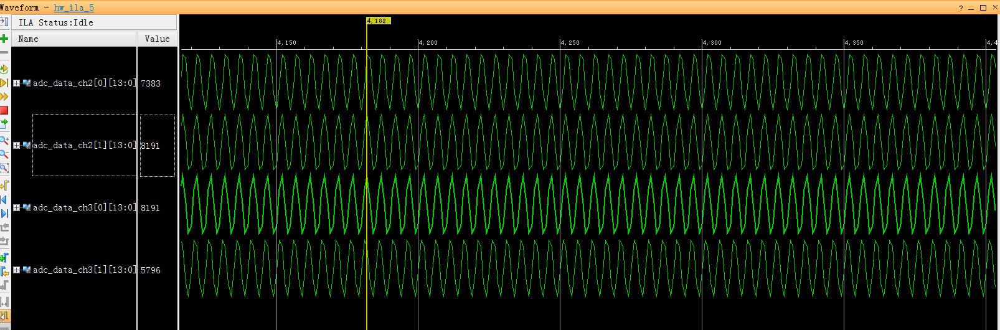 Waveform - hw_ila_5
? _ □ ×
ILA Status:Idle
4,182
Name Value
4,150 4,200 4,250 4,300 4,350 4,4
adc_data_ch2[0][13:0] 7383
adc_data_ch2[1][13:0] 8191
adc_data_ch3[0][13:0] 8191
adc_data_ch3[1][13:0] 5796